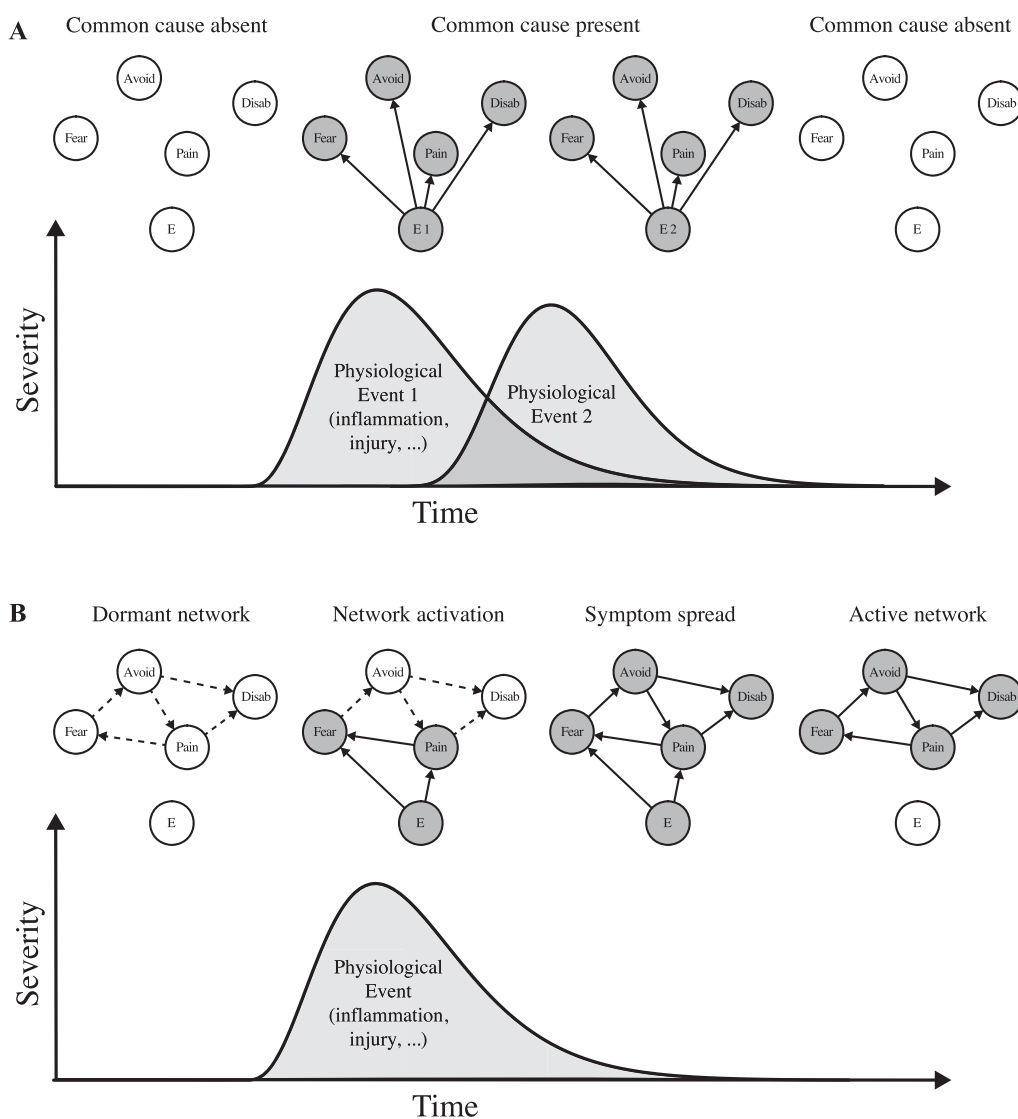 A
Common cause absent
Common cause present
Common cause absent
Avoid
Disab
Fear
Pain
E
Avoid
Disab
Fear
Pain
E 1
Avoid
Disab
Fear
Pain
E 2
Avoid
Disab
Fear
Pain
E
Severity
Physiological
Event 1
(inflammation,
injury, ...)
Physiological
Event 2
Time
B
Dormant network
Network activation
Symptom spread
Active network
Avoid
Disab
Fear
Pain
E
Avoid
Disab
Fear
Pain
E
Avoid
Disab
Fear
Pain
E
Avoid
Disab
Fear
Pain
E
Severity
Physiological
Event
(inflammation,
injury, ...)
Time